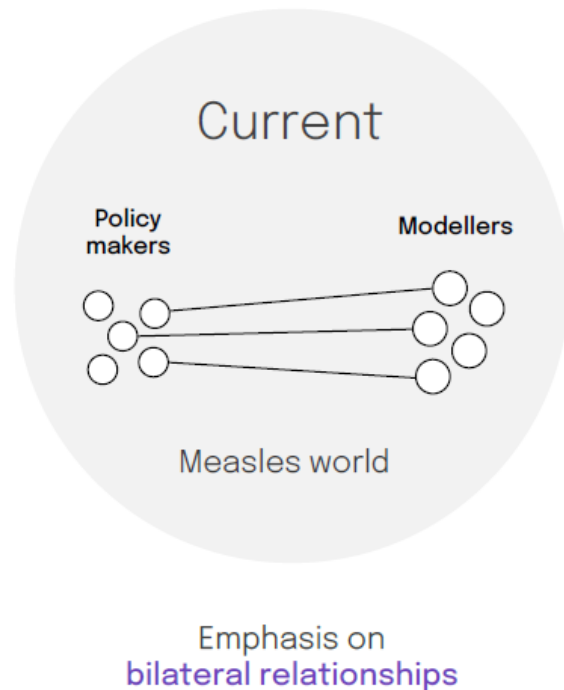 Current
Policy
makers
Modellers
Measles world
Emphasis on
bilateral relationships